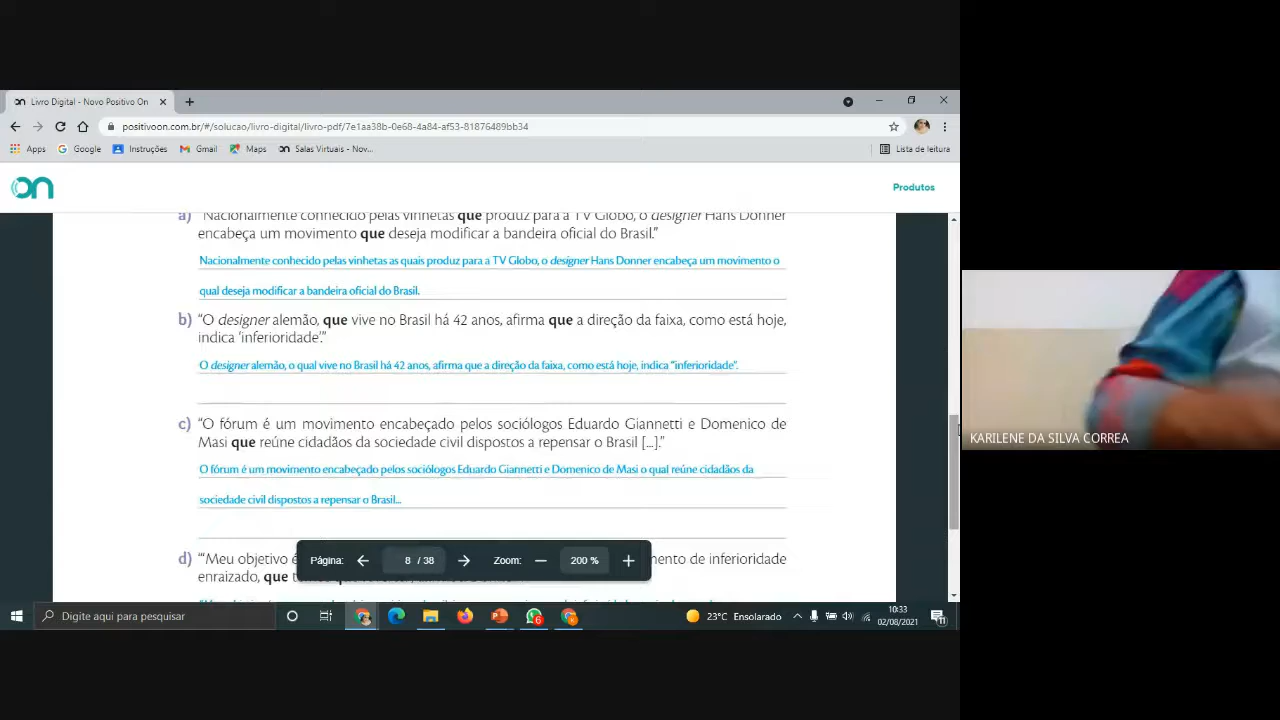 Livro Digital - Novo Positivo On
positivoon.com.br/#/solucao/livro-digital/livro-pdf/7e1aa38b-0e68-4a84-af53-81876489bb34
Apps Google Instruções Gmail Maps Salas Virtuais - Nov... Lista de leitura
on Produtos
a) "Nacionalmente conhecido pelas vinhetas que produz para a TV Globo, o designer Hans Donner
encabeça um movimento que deseja modificar a bandeira oficial do Brasil."
Nacionalmente conhecido pelas vinhetas as quais produz para a TV Globo, o designer Hans Donner encabeça um movimento o
qual deseja modificar a bandeira oficial do Brasil.
b) "O designer alemão, que vive no Brasil há 42 anos, afirma que a direção da faixa, como está hoje,
indica 'inferioridade'."
O designer alemão, o qual vive no Brasil há 42 anos, afirma que a direção da faixa, como está hoje, indica "inferioridade".
c) "O fórum é um movimento encabeçado pelos sociólogos Eduardo Giannetti e Domenico de
Masi que reúne cidadãos da sociedade civil dispostos a repensar o Brasil [...]."
O fórum é um movimento encabeçado pelos sociólogos Eduardo Giannetti e Domenico de Masi o qual reúne cidadãos da
sociedade civil dispostos a repensar o Brasil...
d) "'Meu objetivo é mento de inferioridade
enraizado, que
Página: 8 / 38 Zoom: 200 %
KARILENE DA SILVA CORREA
Digite aqui para pesquisar
6
23°C Ensolarado
10:33
02/08/2021
11